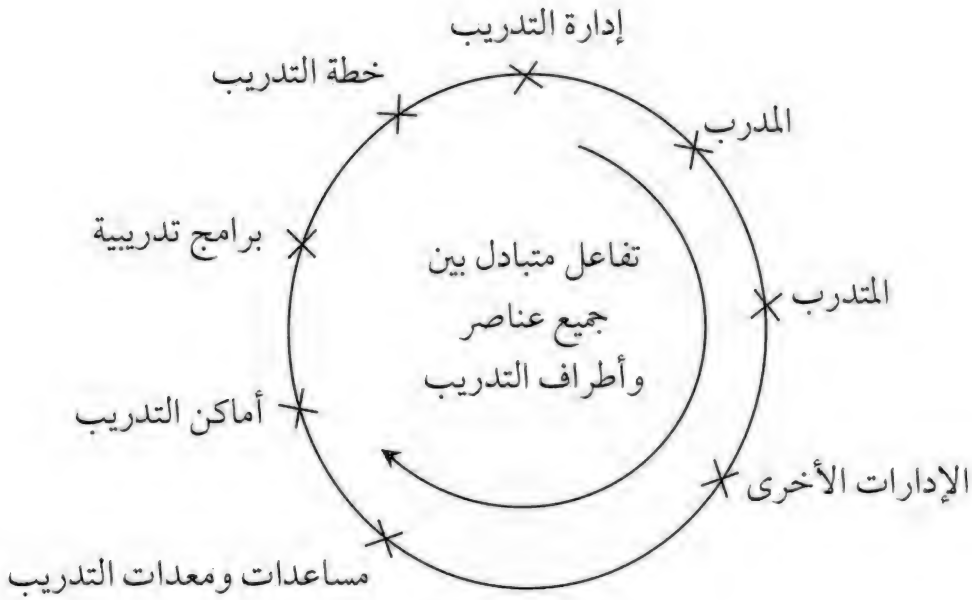 إدارة التدريب
خطة التدريب
المدرب
برامج تدريبية
تفاعل متبادل بين
جميع عناصر
وأطراف التدريب
المتدرب
أماكن التدريب
الإدارات الأخرى
مساعدات ومعدات التدريب